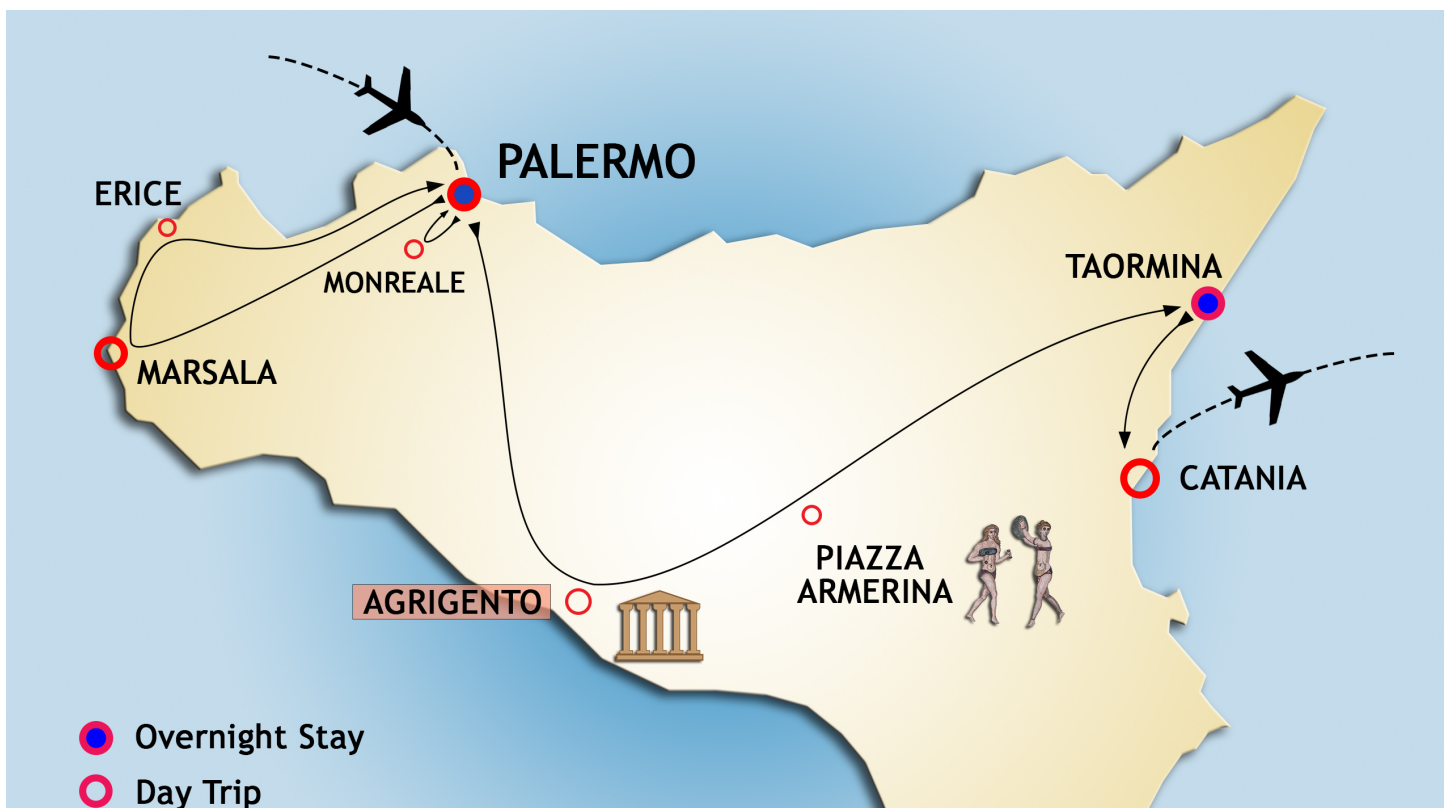 PALERMO
ERICE
MONREALE
TAORMINA
MARSALA
CATANIA
PIAZZA
ARMERINA
AGRIGENTO
Overnight Stay
Day Trip